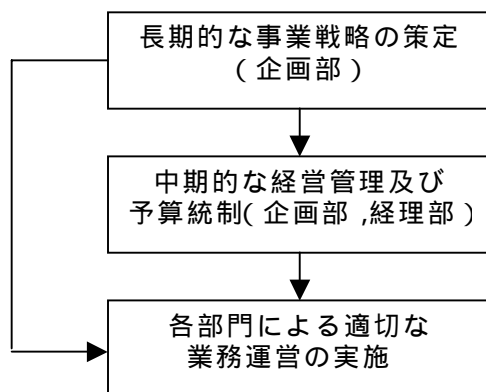 長期的な事業戦略の策定
(企画部)
中期的な経営管理及び
予算統制(企画部,経理部)
各部門による適切な
業務運営の実施